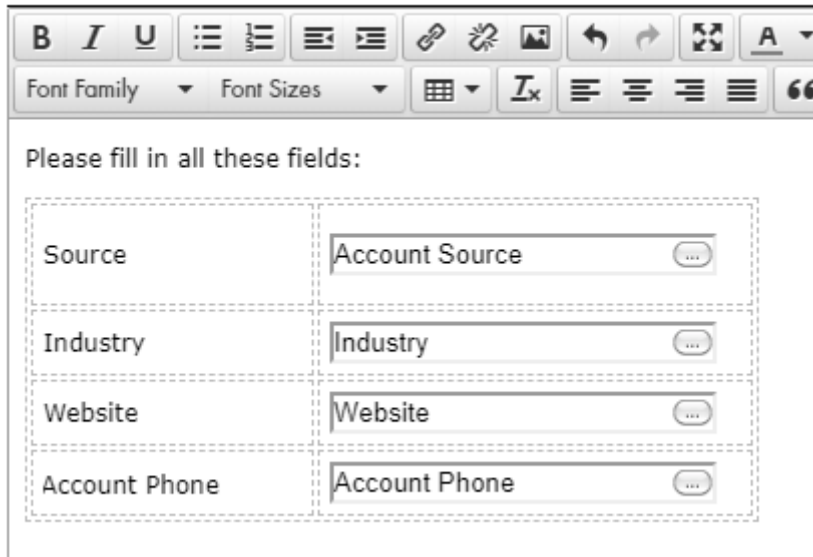 B I U A
Font Family Font Sizes
Please fill in all these fields:
Source Account Source ...
Industry Industry ...
Website Website ...
Account Phone Account Phone ...